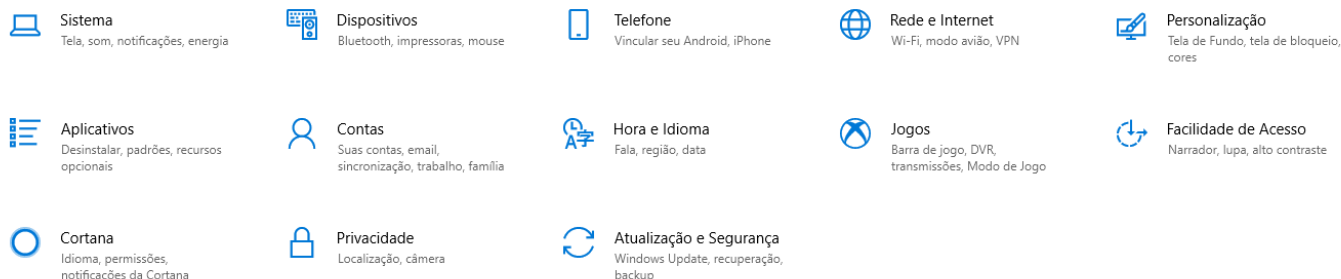 Sistema
Tela, som, notificações, energia
Dispositivos
Bluetooth, impressoras, mouse
Telefone
Vincular seu Android, iPhone
Rede e Internet
Wi-Fi, modo avião, VPN
Personalização
Tela de Fundo, tela de bloqueio,
cores
Aplicativos
Desinstalar, padrões, recursos
opcionais
Contas
Suas contas, email,
sincronização, trabalho, família
Hora e Idioma
Fala, região, data
Jogos
Barra de jogo, DVR,
transmissões, Modo de Jogo
Facilidade de Acesso
Narrador, lupa, alto contraste
Cortana
Idioma, permissões,
notificações da Cortana
Privacidade
Localização, câmera
Atualização e Segurança
Windows Update, recuperação,
backup